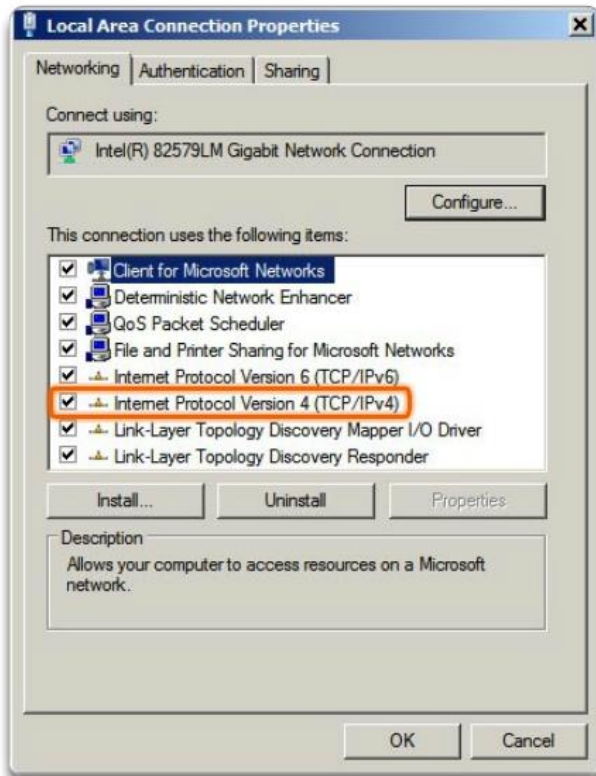 Local Area Connection Properties
Networking
Authentication
Sharing
Connect using:
Intel(R) 82579LM Gigabit Network Connection
Configure...
This connection uses the following items:
Client for Microsoft Networks
Deterministic Network Enhancer
QoS Packet Scheduler
File and Printer Sharing for Microsoft Networks
Internet Protocol Version 6 (TCP/IPv6)
Internet Protocol Version 4 (TCP/IPv4)
Link-Layer Topology Discovery Mapper I/O Driver
Link-Layer Topology Discovery Responder
Install...
Uninstall
Properties
Description
Allows your computer to access resources on a Microsoft
network.
OK
Cancel